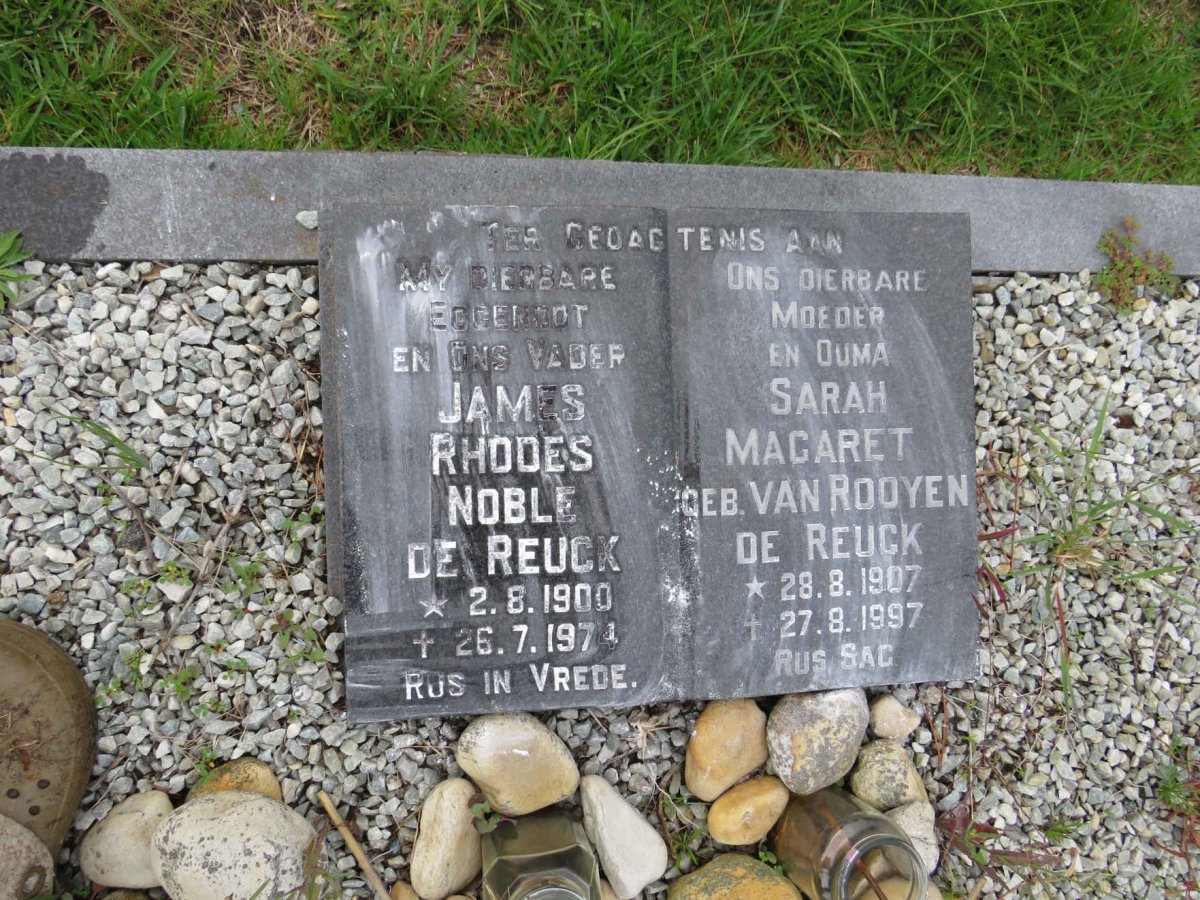 TER GEDAGTENIS AAN
MY DIERBARE
EGGENOOT
EN ONS VADER
JAMES
RHODES
NOBLE
DE REUCK
☆ 2.8.1900
✝ 26.7.1974
RUS IN VREDE.
ONS DIERBARE
MOEDER
EN OUMA
SARAH
MAGARET
GEB. VAN ROOYEN
DE REUCK
☆ 28.8.1907
✝ 27.8.1997
RUS SAG